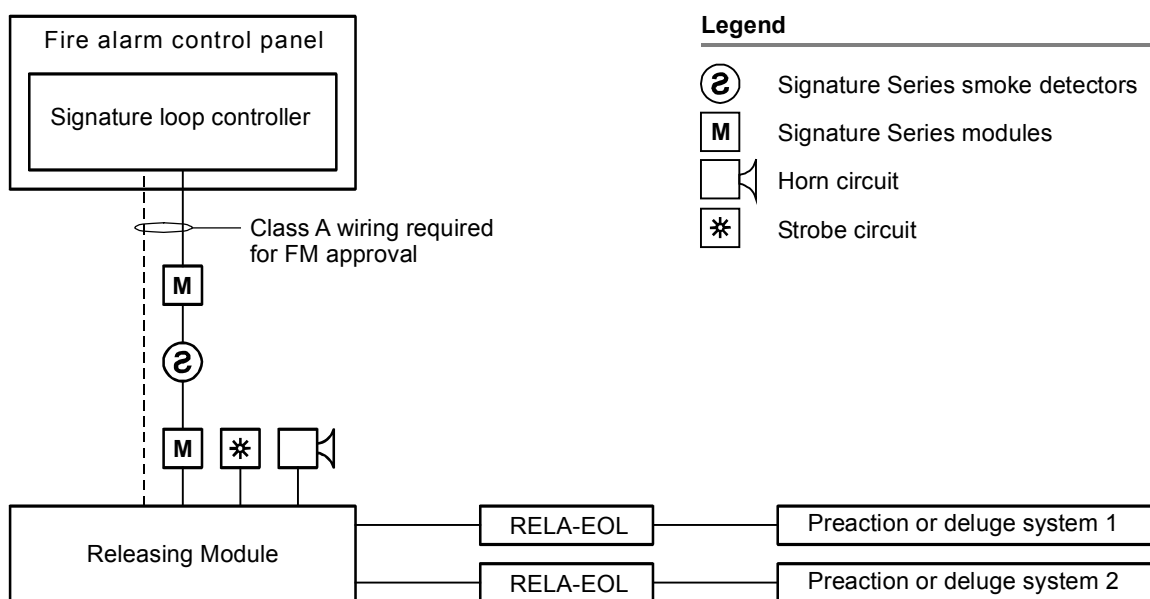 Fire alarm control panel
Signature loop controller
Class A wiring required
for FM approval
M
S
M
Releasing Module
RELA-EOL
Preaction or deluge system 1
RELA-EOL
Preaction or deluge system 2
Legend
S
Signature Series smoke detectors
M
Signature Series modules
Horn circuit
Strobe circuit